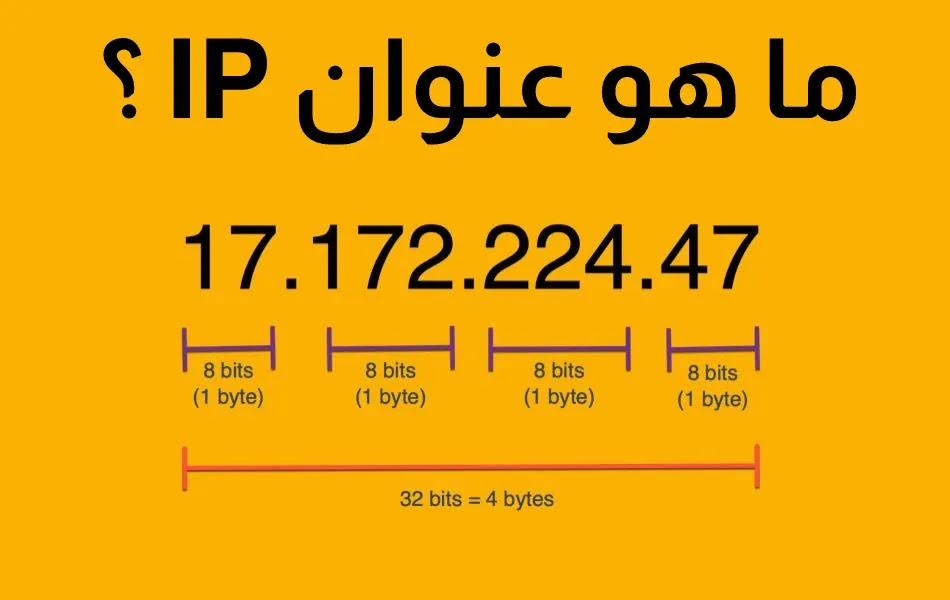 ما هو عنوان IP ؟
17.172.224.47
8 bits 8 bits 8 bits 8 bits
(1 byte) (1 byte) (1 byte) (1 byte)
32 bits = 4 bytes